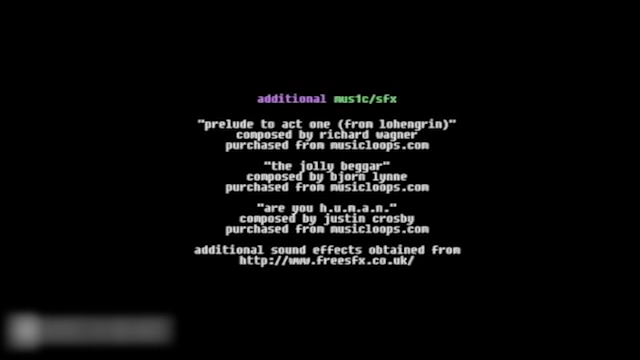 additional mus1c/sfx
"prelude to act one (from lohengrin)"
composed by richard wagner
purchased from musicloops.com
"the jolly beggar"
composed by bjorn lynne
purchased from musicloops.com
"are you h.u.m.a.n."
composed by justin crosby
purchased from musicloops.com
additional sound effects obtained from
http://www.freesfx.co.uk/